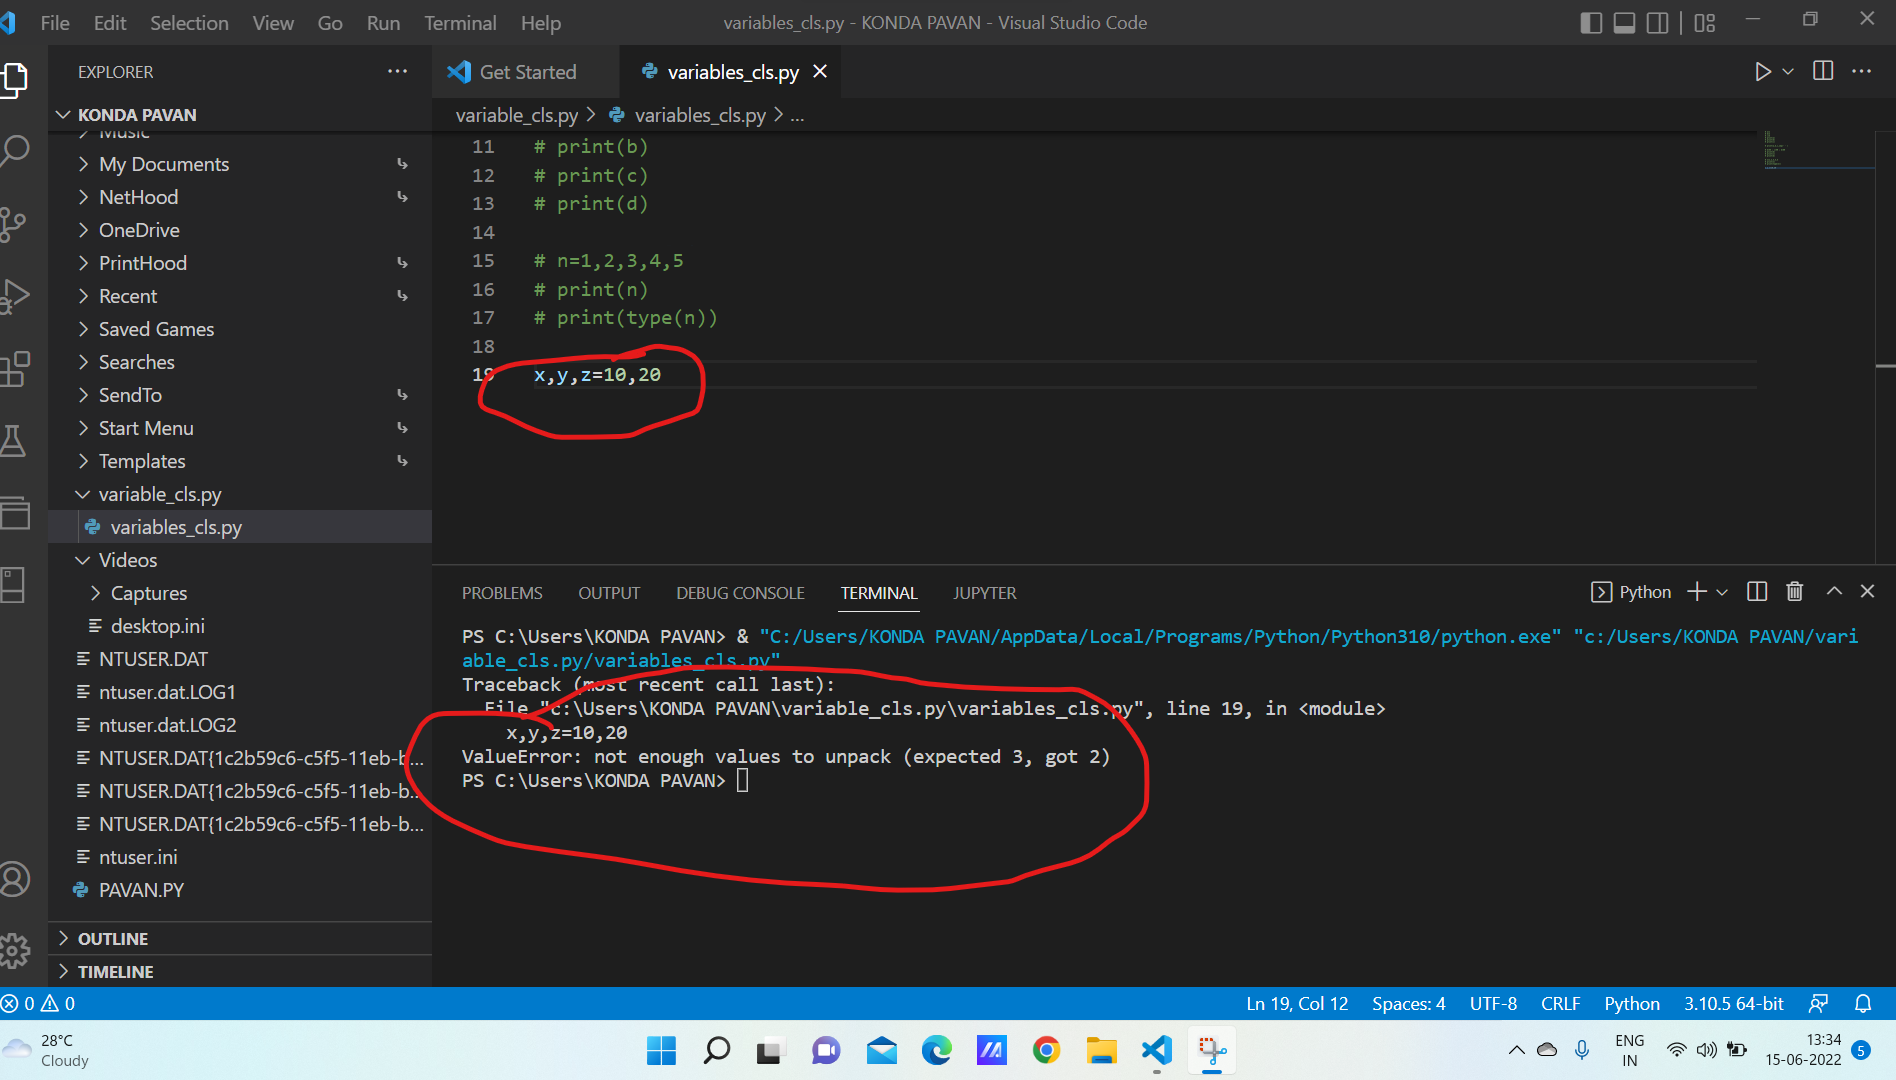 File Edit Selection View Go Run Terminal Help
variables_cls.py - KONDA PAVAN - Visual Studio Code
EXPLORER
Get Started
variables_cls.py
KONDA PAVAN
variable_cls.py > variables_cls.py > ...
Music
My Documents
NetHood
OneDrive
PrintHood
Recent
Saved Games
Searches
SendTo
Start Menu
Templates
variable_cls.py
variables_cls.py
Videos
Captures
desktop.ini
NTUSER.DAT
ntuser.dat.LOG1
ntuser.dat.LOG2
NTUSER.DAT{1c2b59c6-c5f5-11eb-b...
NTUSER.DAT{1c2b59c6-c5f5-11eb-b...
NTUSER.DAT{1c2b59c6-c5f5-11eb-b...
ntuser.ini
PAVAN.PY
OUTLINE
TIMELINE
11 # print(b)
12 # print(c)
13 # print(d)
14
15 # n=1,2,3,4,5
16 # print(n)
17 # print(type(n))
18
19 x,y,z=10,20
PROBLEMS OUTPUT DEBUG CONSOLE TERMINAL JUPYTER
Python
PS C:\Users\KONDA PAVAN> & "C:/Users/KONDA PAVAN/AppData/Local/Programs/Python/Python310/python.exe" "c:/Users/KONDA PAVAN/vari
able_cls.py/variables_cls.py"
Traceback (most recent call last):
File "c:\Users\KONDA PAVAN\variable_cls.py\variables_cls.py", line 19, in <module>
x,y,z=10,20
ValueError: not enough values to unpack (expected 3, got 2)
PS C:\Users\KONDA PAVAN>
0 0
Ln 19, Col 12 Spaces: 4 UTF-8 CRLF Python 3.10.5 64-bit
28°C
Cloudy
ENG
IN
13:34
15-06-2022
5